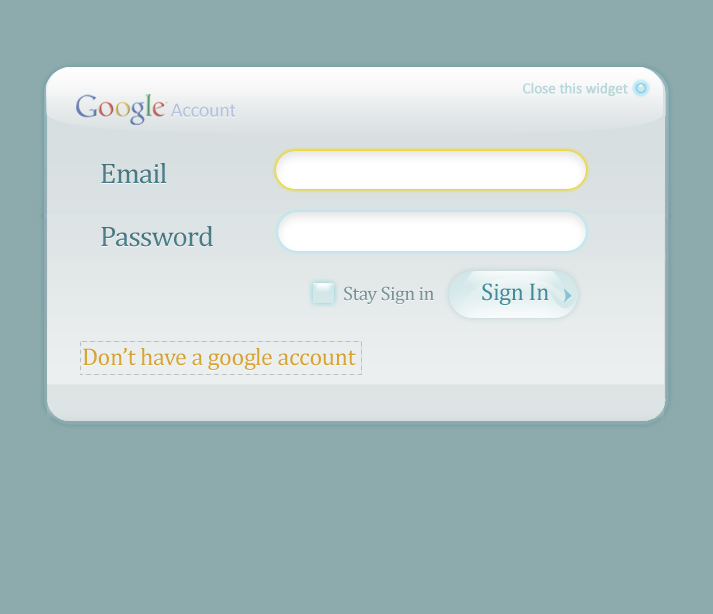 Close this widget
Google Account
Email
Password
Stay Sign in
Sign In
Don't have a google account